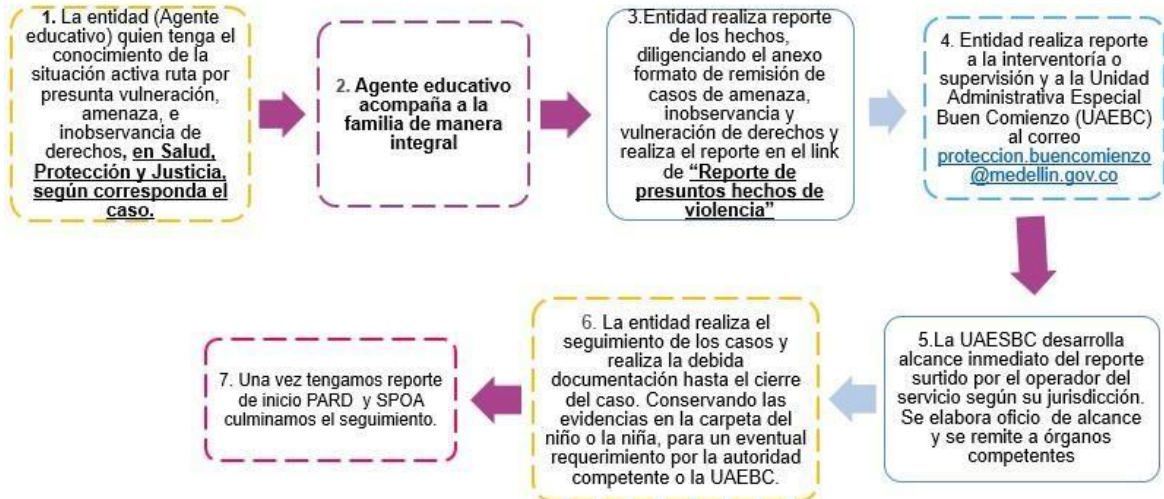 1. La entidad (Agente
educativo) quien tenga el
conocimiento de la
situación activa ruta por
presunta vulneración,
amenaza, e
inobservancia de
derechos, en Salud,
Protección y Justicia,
según corresponda el
caso.
2. Agente educativo
acompaña a la
familia de manera
integral
3.Entidad realiza reporte
de los hechos,
diligenciando el anexo
formato de remisión de
casos de amenaza,
inobservancia y
vulneración de derechos y
realiza el reporte en el link
de “Reporte de
presuntos hechos de
violencia”
4. Entidad realiza reporte
a la interventoría o
supervisión y a la Unidad
Administrativa Especial
Buen Comienzo (UAEBC)
al correo
proteccion.buencomienzo
@medellin.gov.co
5.La UAESBC desarrolla
alcance inmediato del reporte
surtido por el operador del
servicio según su jurisdicción.
Se elabora oficio de alcance
y se remite a órganos
competentes
6. La entidad realiza el
seguimiento de los casos y
realiza la debida
documentación hasta el cierre
del caso. Conservando las
evidencias en la carpeta del
niño o la niña, para un eventual
requerimiento por la autoridad
competente o la UAEBC.
7. Una vez tengamos reporte
de inicio PARD y SPOA
culminamos el seguimiento.